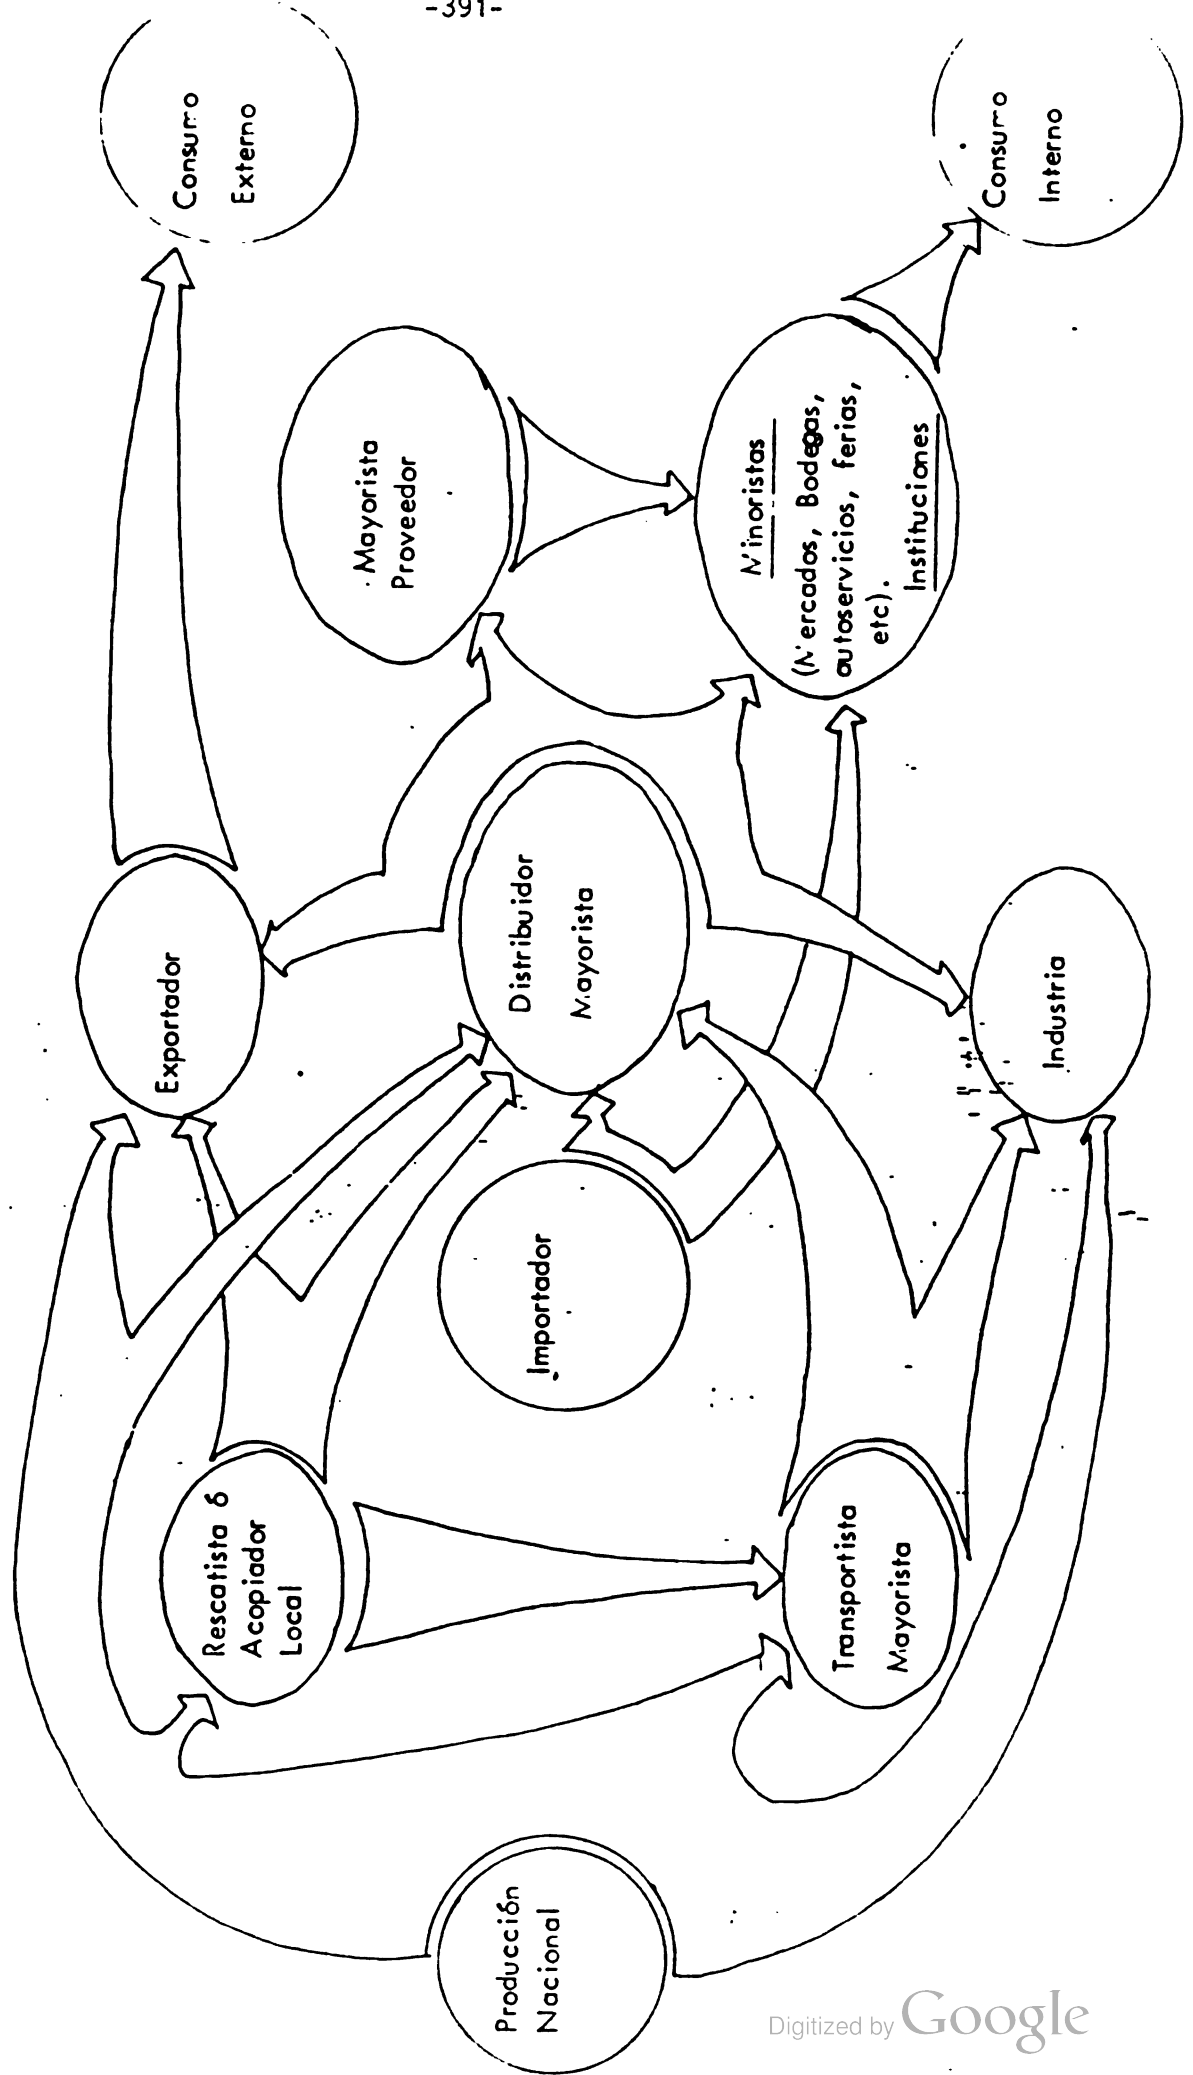 -391-
Consumo
Externo
Consumo
Interno
Mayorista
Proveedor
Minoristas
(Mercados, Bodegas,
autoservicios, ferias,
etc).
Instituciones
Exportador
Distribuidor
Mayorista
Industria
Importador
Rescatista ó
Acopiador
Local
Transportista
Mayorista
Producción
Nacional
Digitized by Google